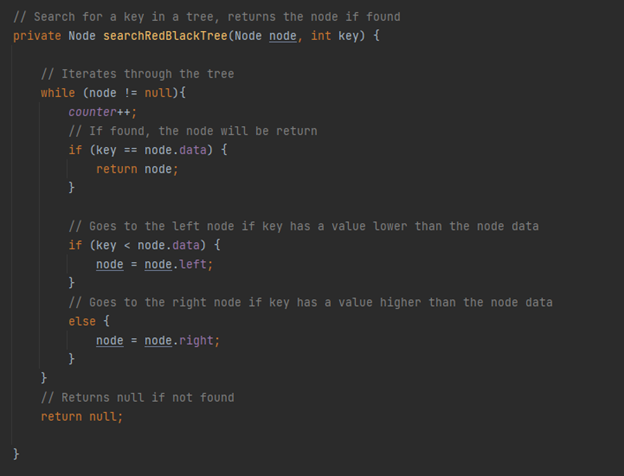 // Search for a key in a tree, returns the node if found
private Node searchRedBlackTree(Node node, int key) {
// Iterates through the tree
while (node != null){
counter++;
// If found, the node will be return
if (key == node.data) {
return node;
}
// Goes to the left node if key has a value lower than the node data
if (key < node.data) {
node = node.left;
}
// Goes to the right node if key has a value higher than the node data
else {
node = node.right;
}
}
// Returns null if not found
return null;
}